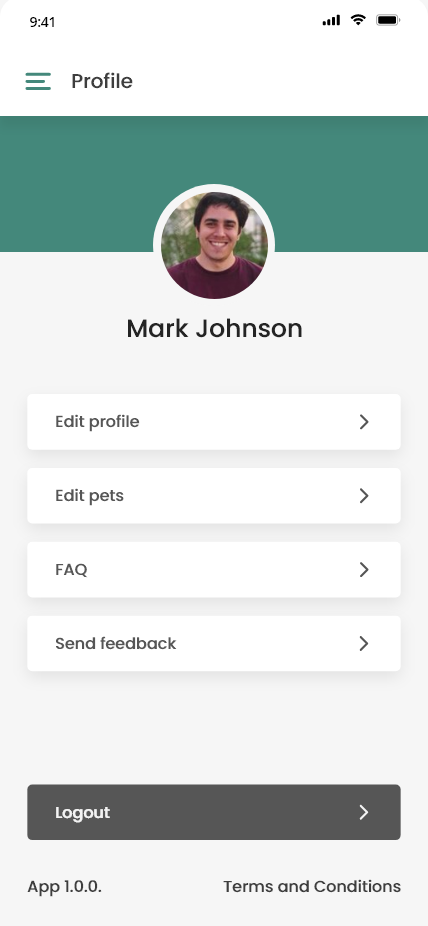 9:41
Profile
Mark Johnson
Edit profile
Edit pets
FAQ
Send feedback
Logout
App 1.0.0.
Terms and Conditions